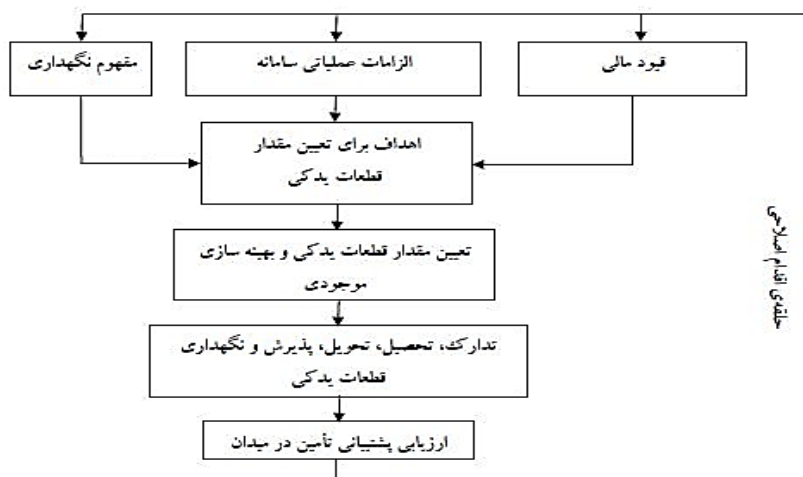 قیود مالی
الزامات عملیاتی سامانه
مفهوم نگهداری
اهداف برای تعیین مقدار
قطعات یدکی
تعیین مقدار قطعات یدکی و بهینه سازی
موجودی
تدارک، تحصیل، تحویل، پذیرش و نگهداری
قطعات یدکی
ارزیابی پشتیبانی تأمین در میدان
حلقه‌ی اقدام اصلاحی